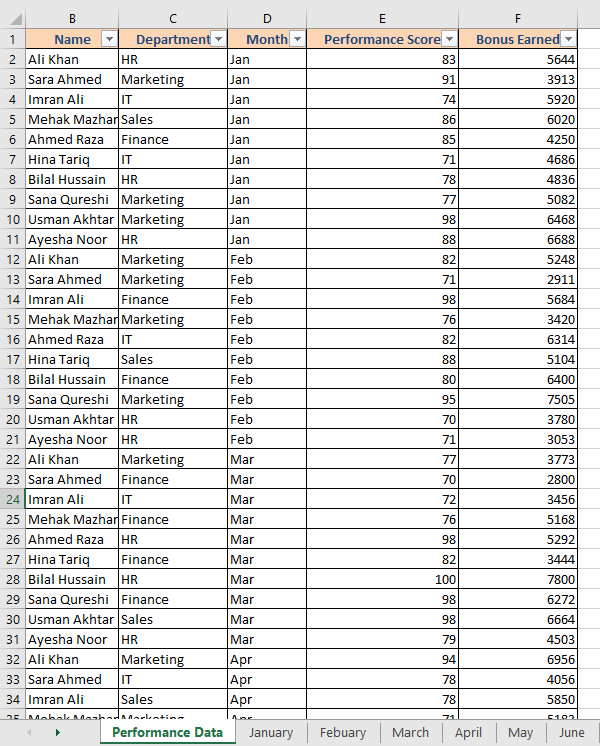 B C D E F
1 Name Department Month Performance Score Bonus Earned
2 Ali Khan HR Jan 83 5644
3 Sara Ahmed Marketing Jan 91 3913
4 Imran Ali IT Jan 74 5920
5 Mehak Mazhar Sales Jan 86 6020
6 Ahmed Raza Finance Jan 85 4250
7 Hina Tariq IT Jan 71 4686
8 Bilal Hussain HR Jan 78 4836
9 Sana Qureshi Marketing Jan 77 5082
10 Usman Akhtar Marketing Jan 98 6468
11 Ayesha Noor HR Jan 88 6688
12 Ali Khan Marketing Feb 82 5248
13 Sara Ahmed Marketing Feb 71 2911
14 Imran Ali Finance Feb 98 5684
15 Mehak Mazhar Marketing Feb 76 3420
16 Ahmed Raza IT Feb 82 6314
17 Hina Tariq Sales Feb 88 5104
18 Bilal Hussain Finance Feb 80 6400
19 Sana Qureshi Marketing Feb 95 7505
20 Usman Akhtar HR Feb 70 3780
21 Ayesha Noor HR Feb 71 3053
22 Ali Khan Marketing Mar 77 3773
23 Sara Ahmed Finance Mar 70 2800
24 Imran Ali IT Mar 72 3456
25 Mehak Mazhar Finance Mar 76 5168
26 Ahmed Raza HR Mar 98 5292
27 Hina Tariq Finance Mar 82 3444
28 Bilal Hussain HR Mar 100 7800
29 Sana Qureshi Finance Mar 98 6272
30 Usman Akhtar Sales Mar 98 6664
31 Ayesha Noor HR Mar 79 4503
32 Ali Khan Marketing Apr 94 6956
33 Sara Ahmed IT Apr 78 4056
34 Imran Ali Sales Apr 78 5850
35 Mehak Mazhar Marketing Apr 71 5183
Performance Data January Febuary March April May June